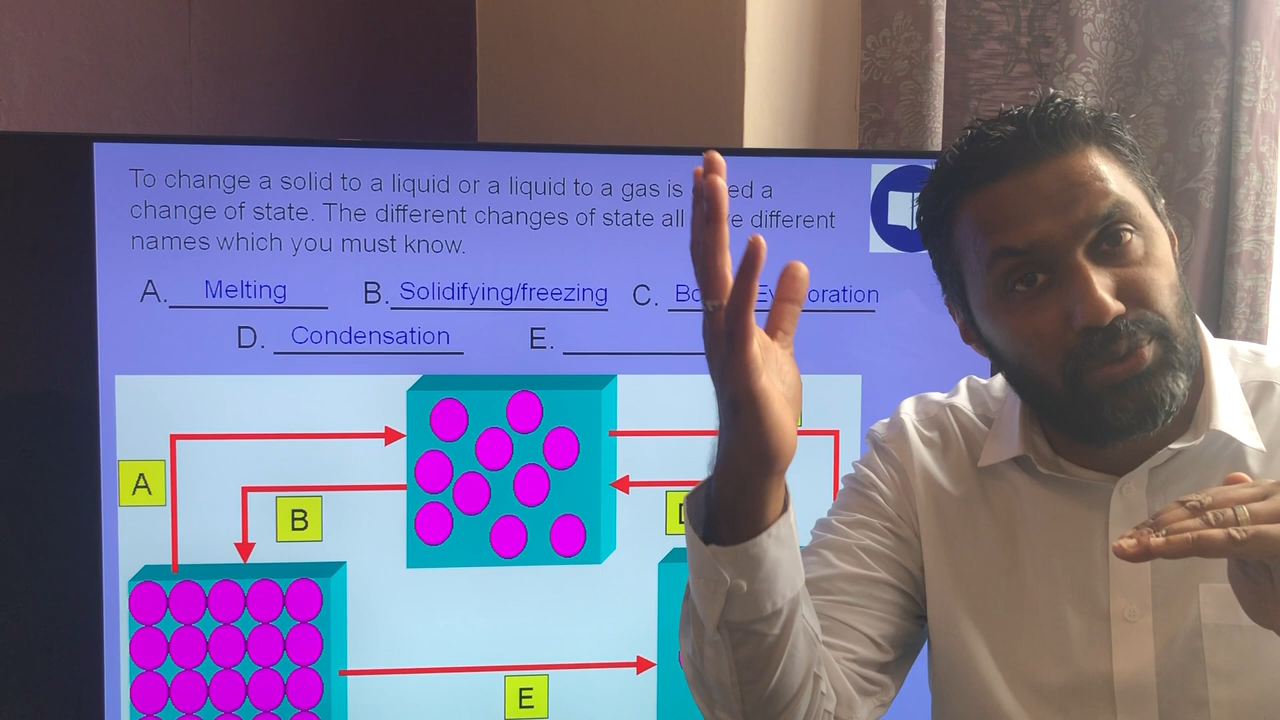 To change a solid to a liquid or a liquid to a gas is a
change of state. The different changes of state all different
names which you must know.
A. Melting B. Solidifying/freezing C.
D. Condensation E.
A
B
E